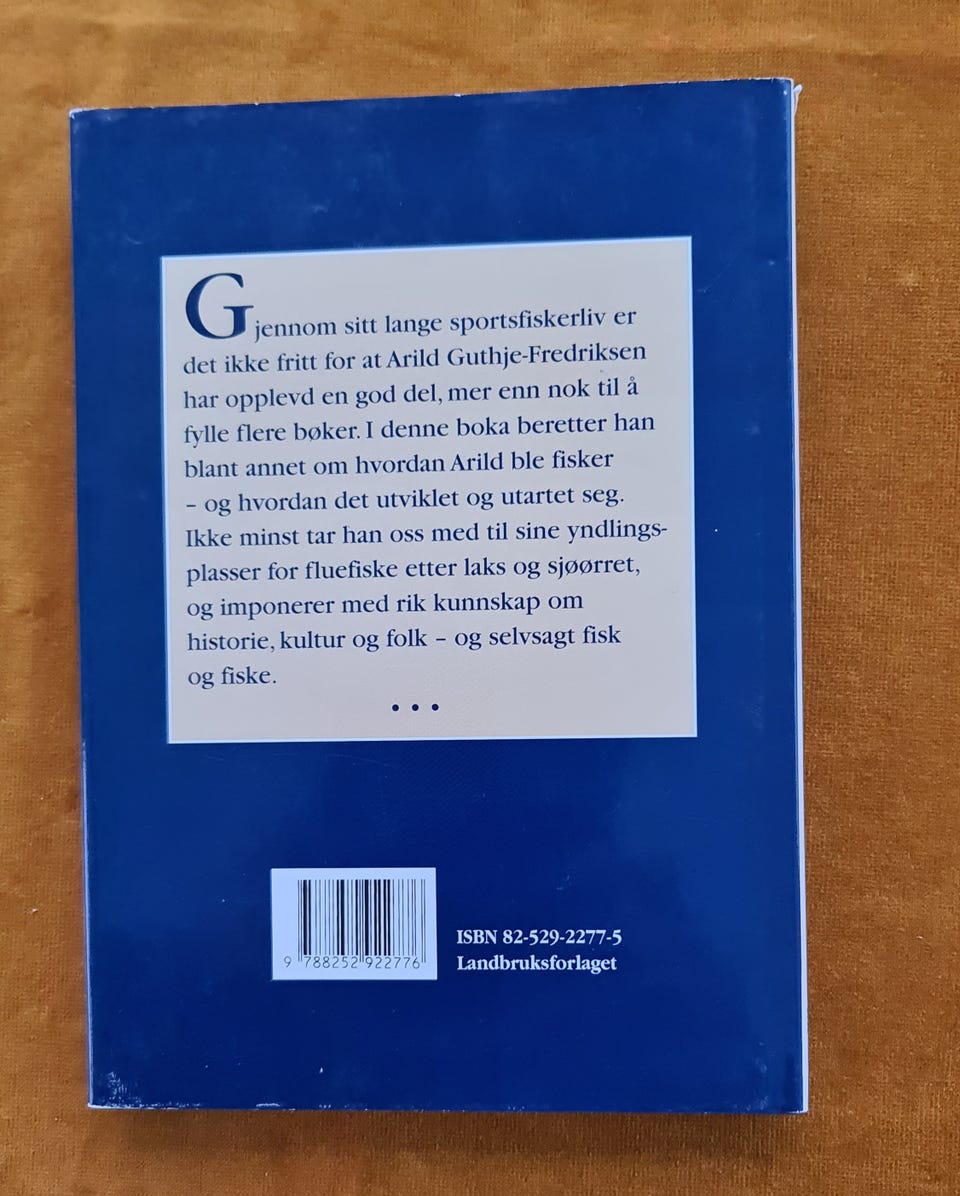 Gjennom sitt lange sportsfiskerliv er
det ikke fritt for at Arild Guthje-Fredriksen
har opplevd en god del, mer enn nok til å
fylle flere bøker. I denne boka beretter han
blant annet om hvordan Arild ble fisker
– og hvordan det utviklet og utartet seg.
Ikke minst tar han oss med til sine yndlings-
plasser for fluefiske etter laks og sjøørret,
og imponerer med rik kunnskap om
historie, kultur og folk – og selvsagt fisk
og fiske.
• • •
9 788252 922776
ISBN 82-529-2277-5
Landbruksforlaget